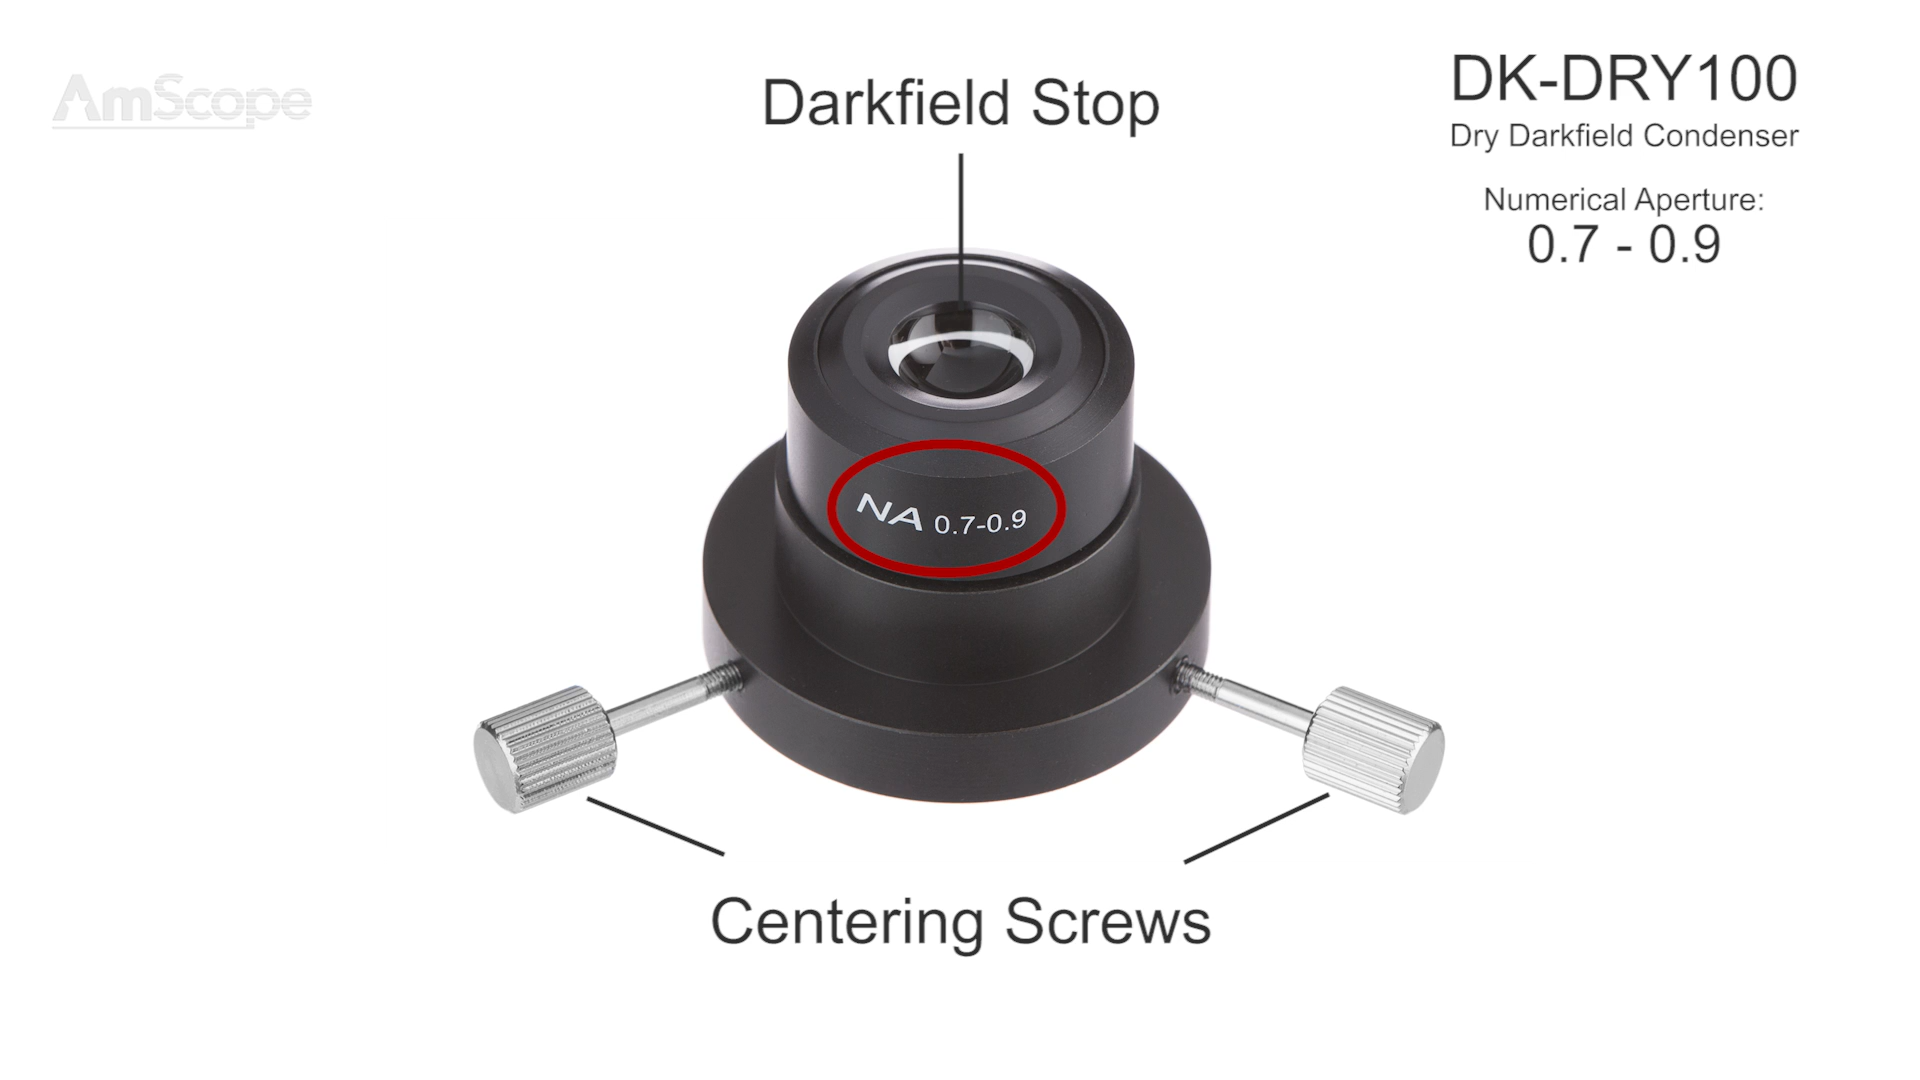 AmScope
Darkfield Stop
DK-DRY100
Dry Darkfield Condenser
Numerical Aperture:
0.7 - 0.9
NA 0.7-0.9
Centering Screws